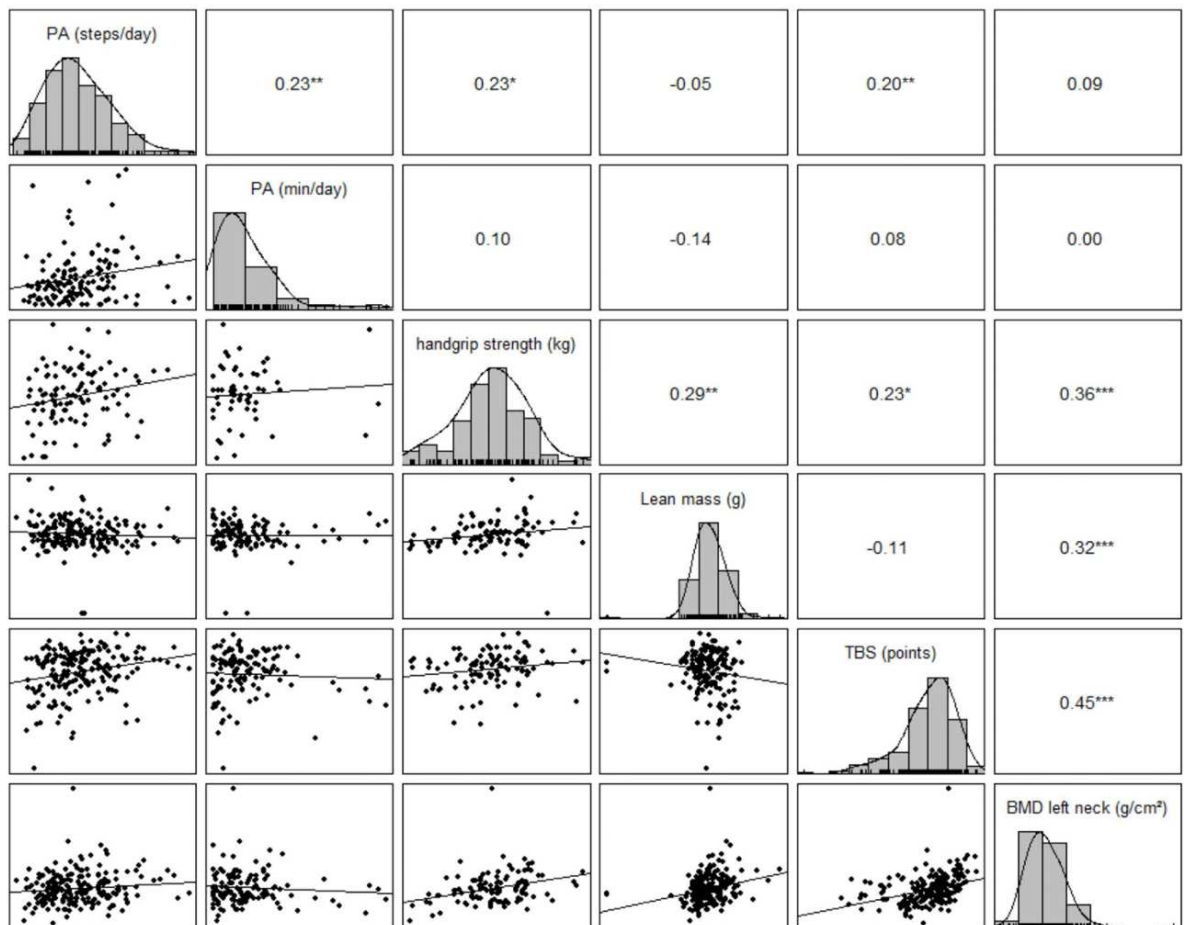 PA (steps/day)
0.23**
0.23*
-0.05
0.20**
0.09
PA (min/day)
0.10
-0.14
0.08
0.00
handgrip strength (kg)
0.29**
0.23*
0.36***
Lean mass (g)
-0.11
0.32***
TBS (points)
0.45***
BMD left neck (g/cm²)